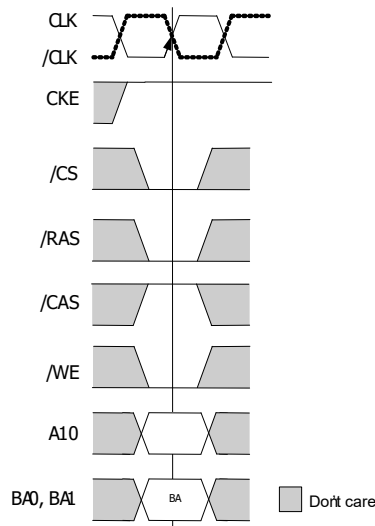 CLK
/CLK
CKE
/CS
/RAS
/CAS
/WE
A10
BA0, BA1
BA
Don't care